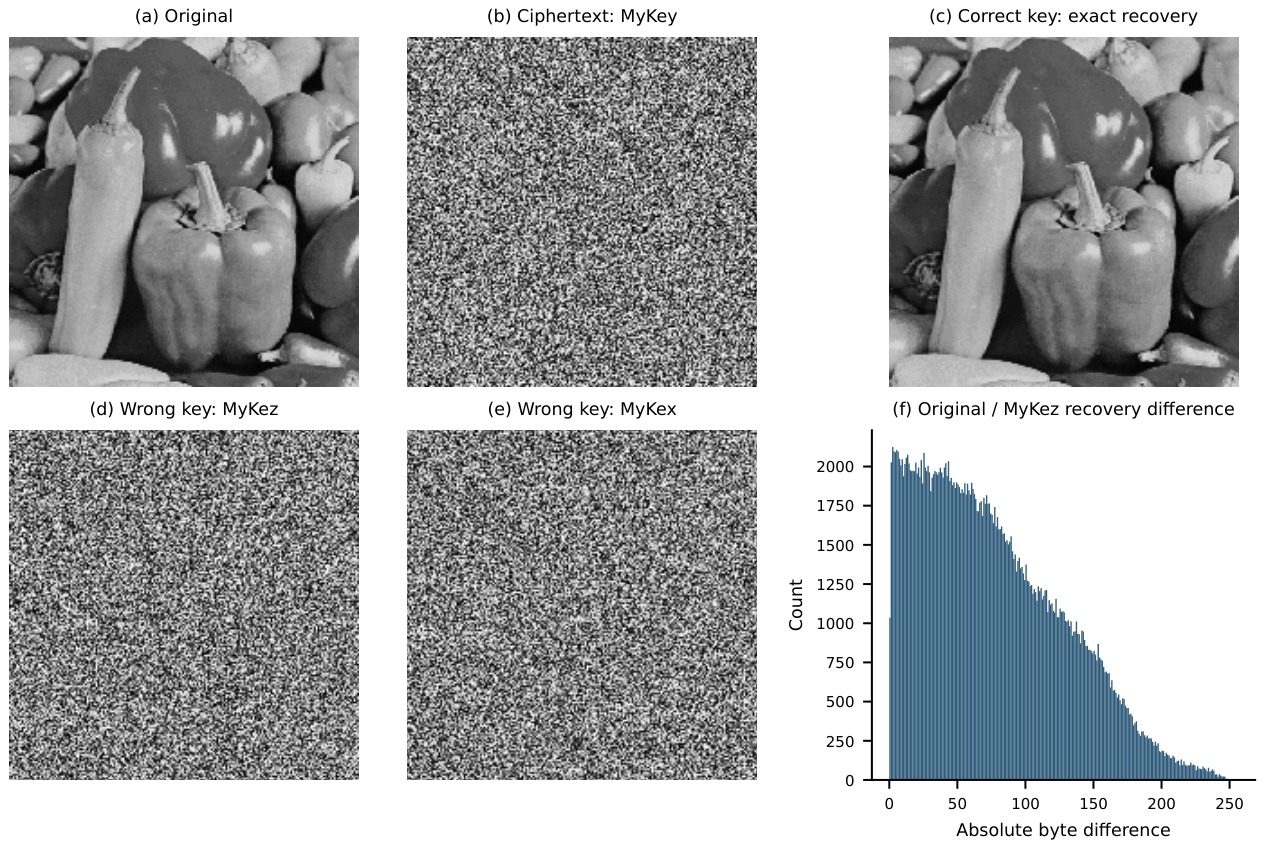 (a) Original
(b) Ciphertext: MyKey
(c) Correct key: exact recovery
(d) Wrong key: MyKez
(e) Wrong key: MyKex
(f) Original / MyKez recovery difference
Count
2000
1750
1500
1250
1000
750
500
250
0
0 50 100 150 200 250
Absolute byte difference